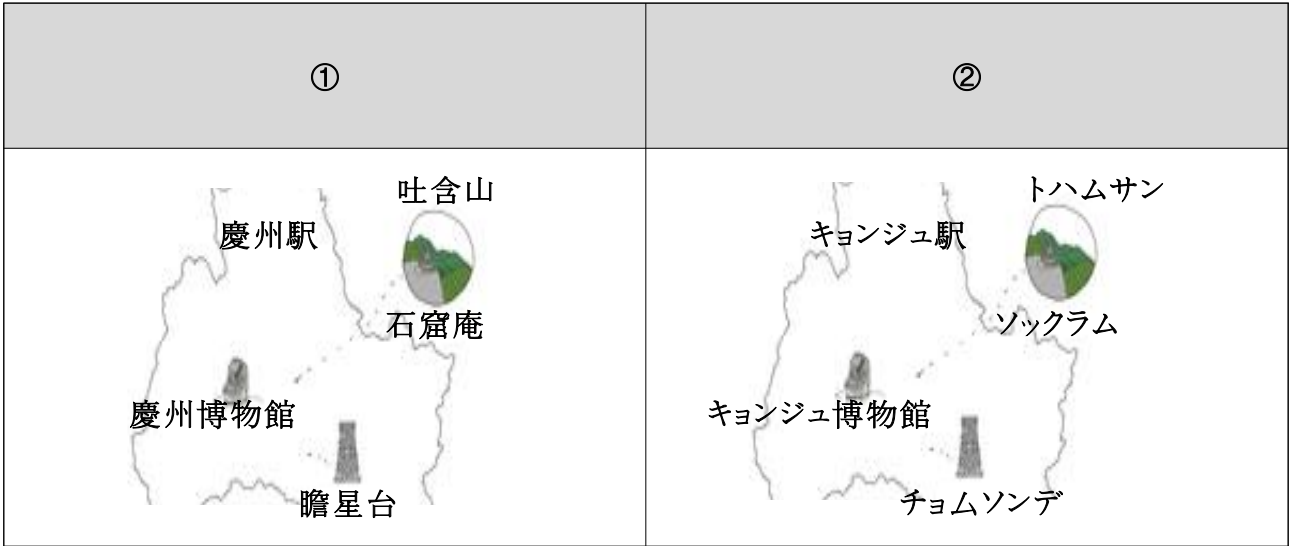 ①
②
吐含山
慶州駅
石窟庵
慶州博物館
瞻星台
トハムサン
キョンジュ駅
ソックラム
キョンジュ博物館
チョムソンデ